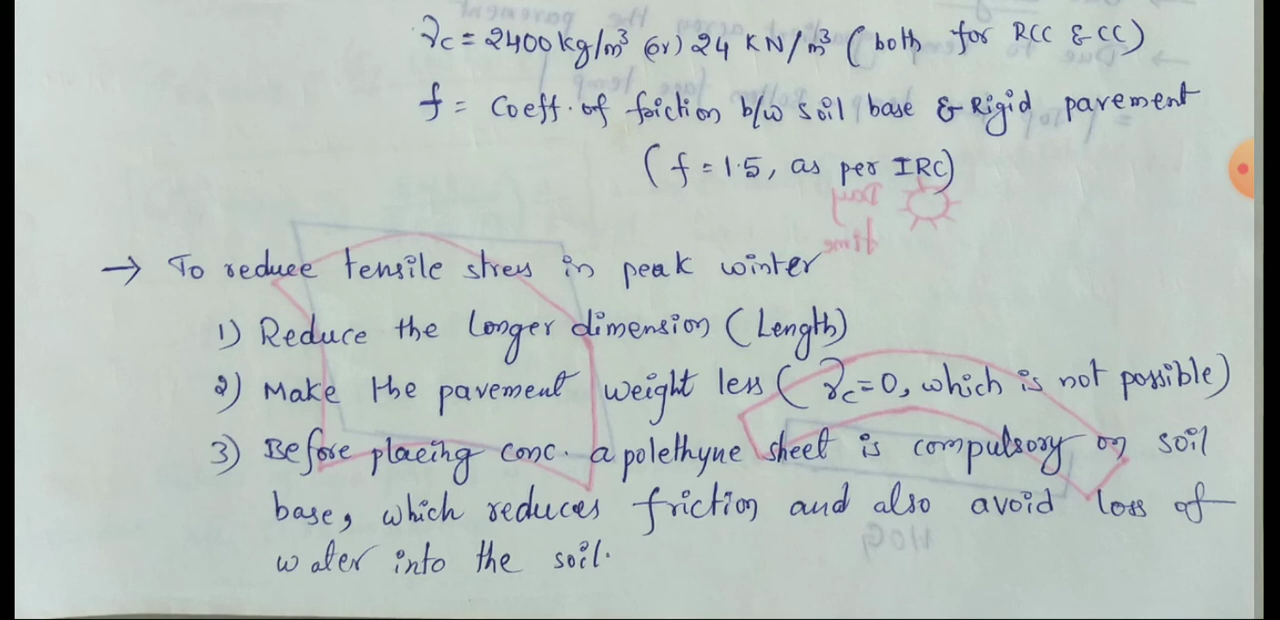 γc = 2400 kg/m³ (or) 24 KN/m³ (both for RCC & CC)
f = Coeff. of friction b/w soil base & Rigid pavement
(f = 1.5, as per IRC)
→ To reduce tensile stress in peak winter
1) Reduce the longer dimension (Length)
2) Make the pavement weight less (γc=0, which is not possible)
3) Before placing conc. a polethyne sheet is compulsory on soil
base, which reduces friction and also avoid loss of
water into the soil.